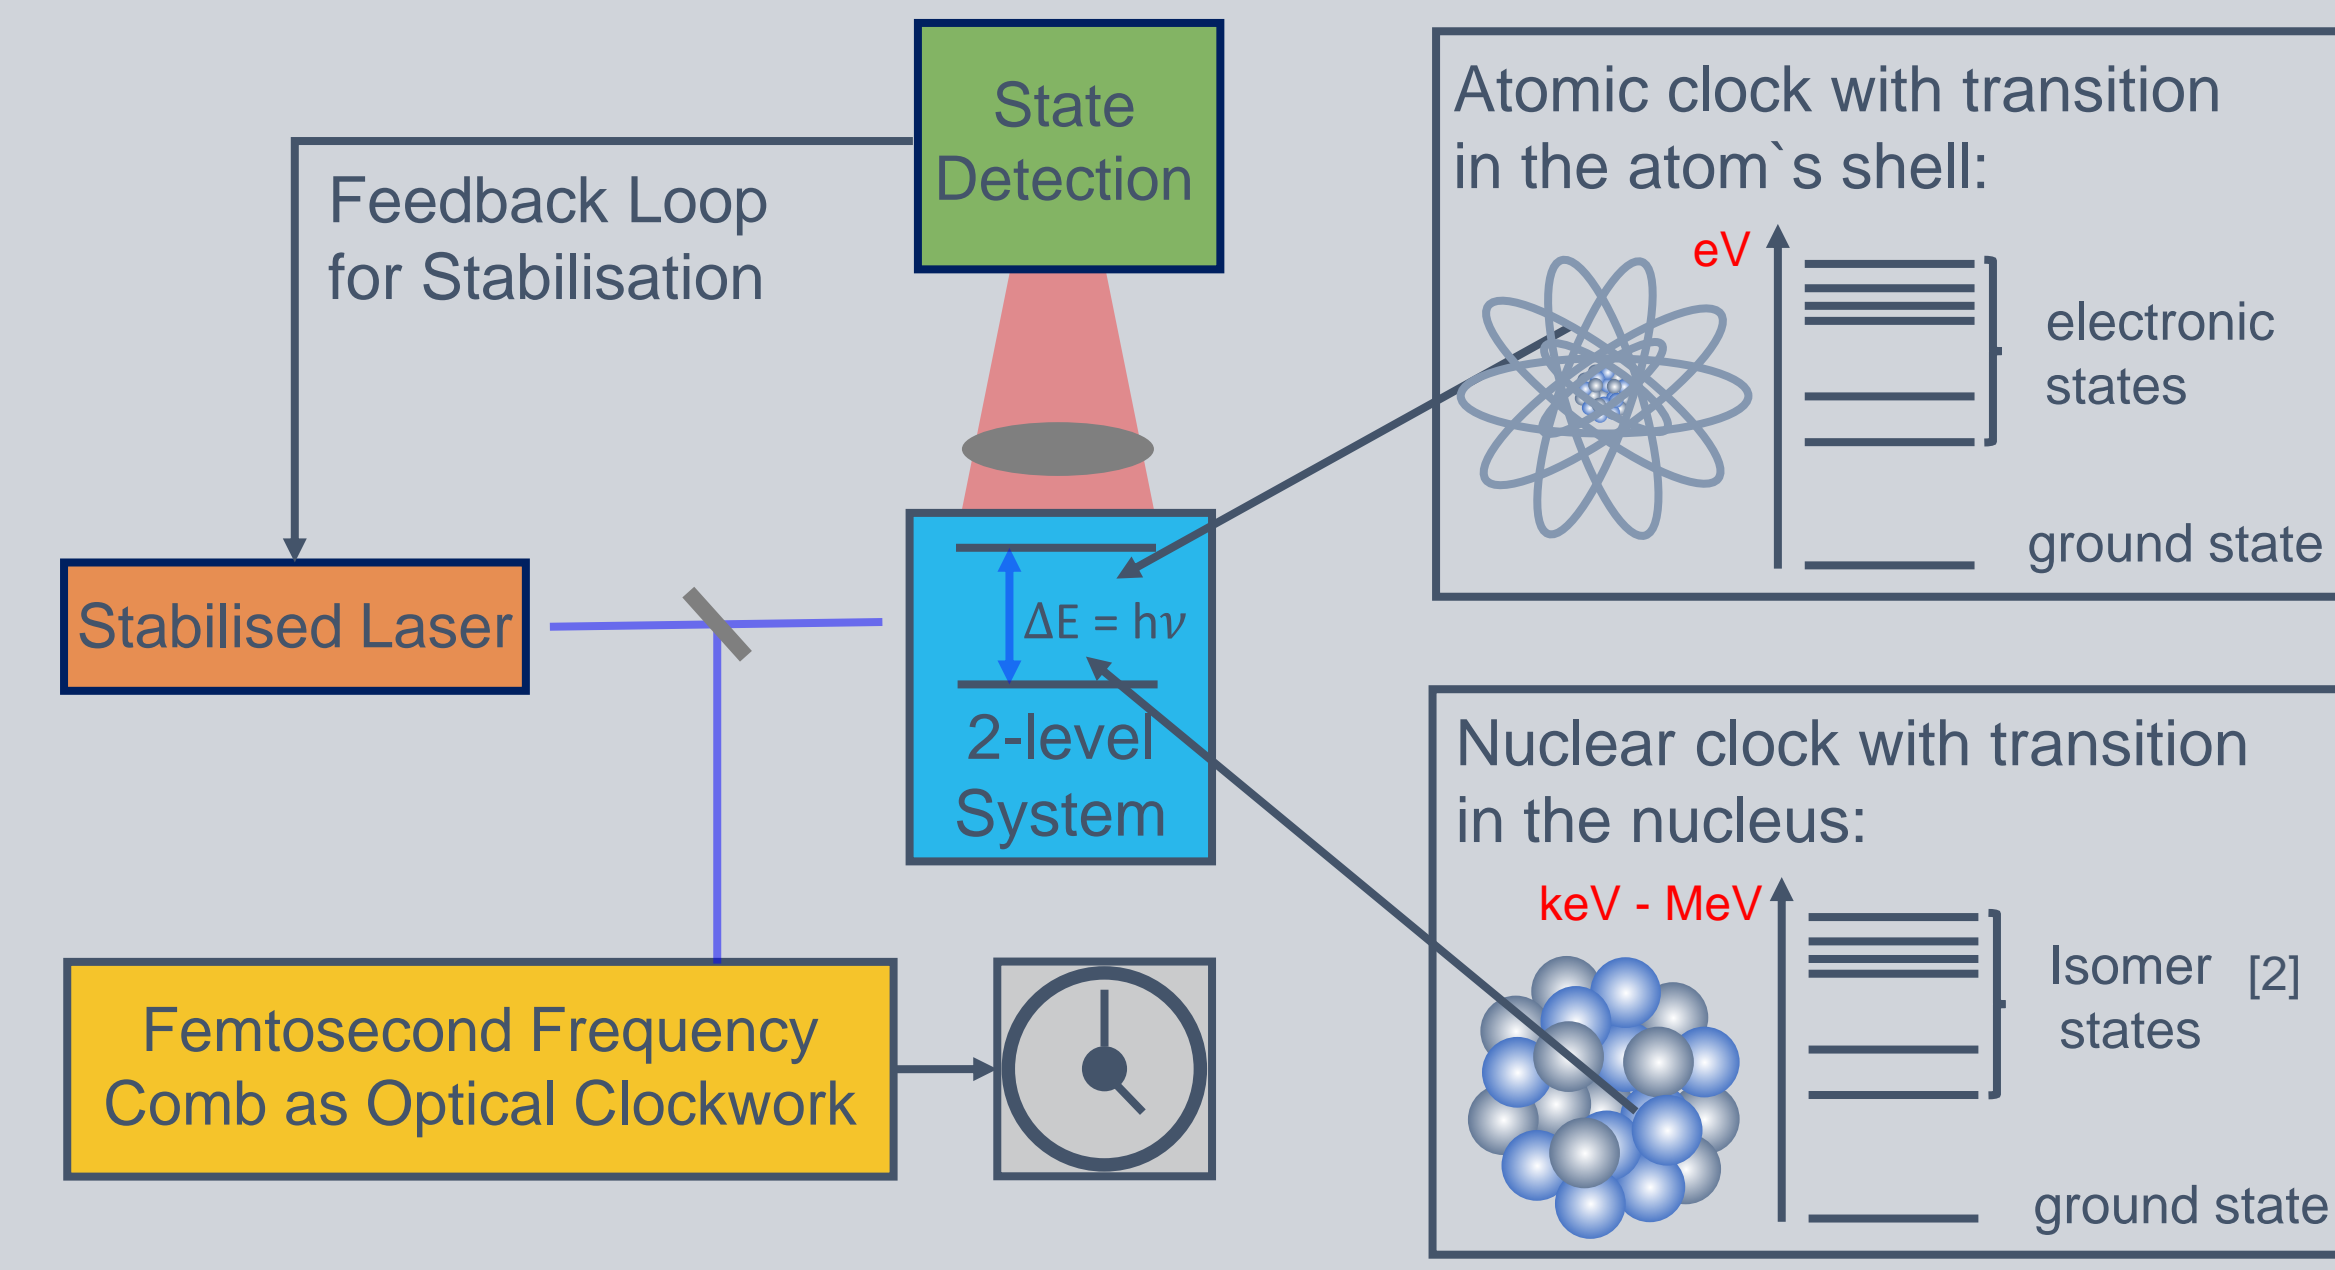 State
Detection
Feedback Loop
for Stabilisation
Stabilised Laser
ΔE = hν
2-level
System
Femtosecond Frequency
Comb as Optical Clockwork
Atomic clock with transition
in the atom`s shell:
eV
electronic
states
ground state
Nuclear clock with transition
in the nucleus:
keV - MeV
Isomer [2]
states
ground state